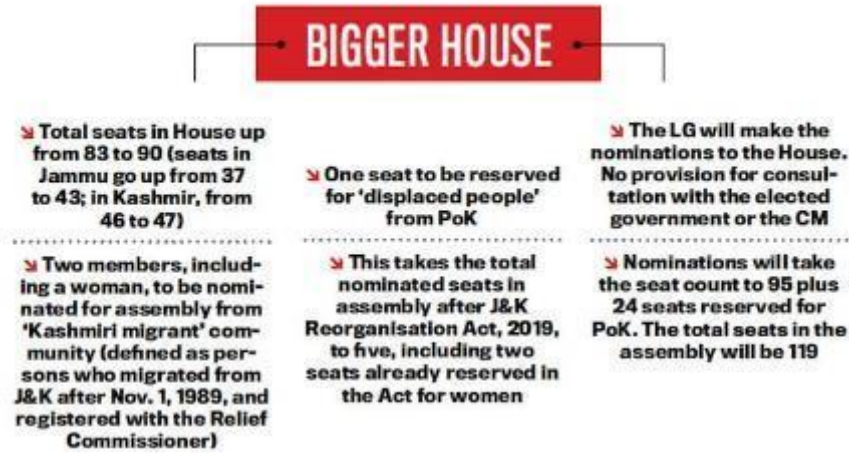 BIGGER HOUSE
↘ Total seats in House up
from 83 to 90 (seats in
Jammu go up from 37
to 43; in Kashmir, from
46 to 47)
↘ Two members, includ-
ing a woman, to be nomi-
nated for assembly from
‘Kashmiri migrant’ com-
munity (defined as per-
sons who migrated from
J&K after Nov. 1, 1989, and
registered with the Relief
Commissioner)
↘ One seat to be reserved
for ‘displaced people’
from PoK
↘ This takes the total
nominated seats in
assembly after J&K
Reorganisation Act, 2019,
to five, including two
seats already reserved in
the Act for women
↘ The LG will make the
nominations to the House.
No provision for consul-
tation with the elected
government or the CM
↘ Nominations will take
the seat count to 95 plus
24 seats reserved for
PoK. The total seats in the
assembly will be 119